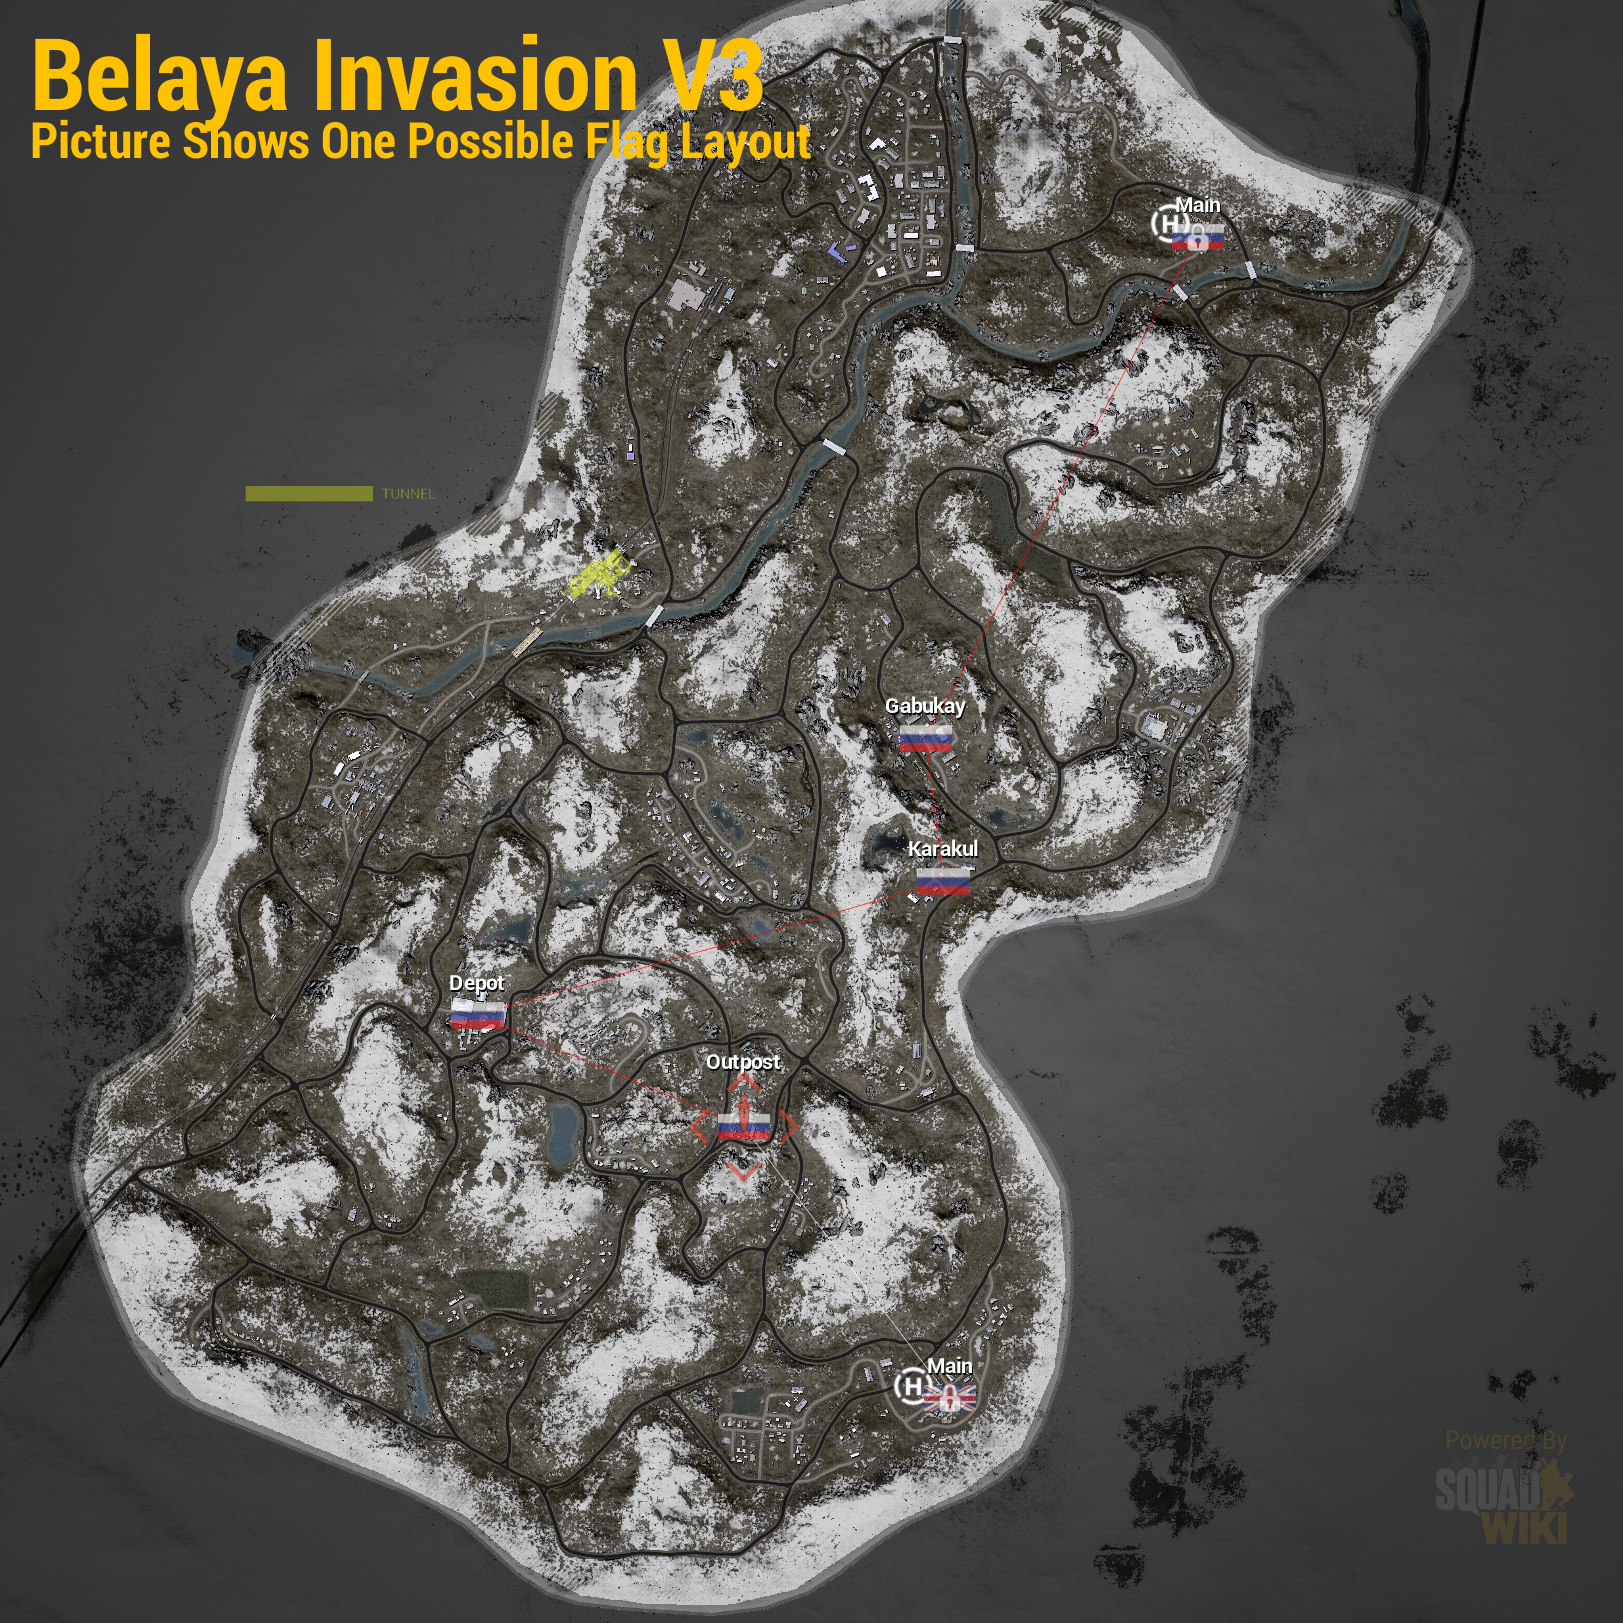 Belaya Invasion V3
Picture Shows One Possible Flag Layout
Main
H
TUNNEL
Gabukay
Karakul
Depot
Outpost
Main
H
Powered By
SQUAD
WIKI